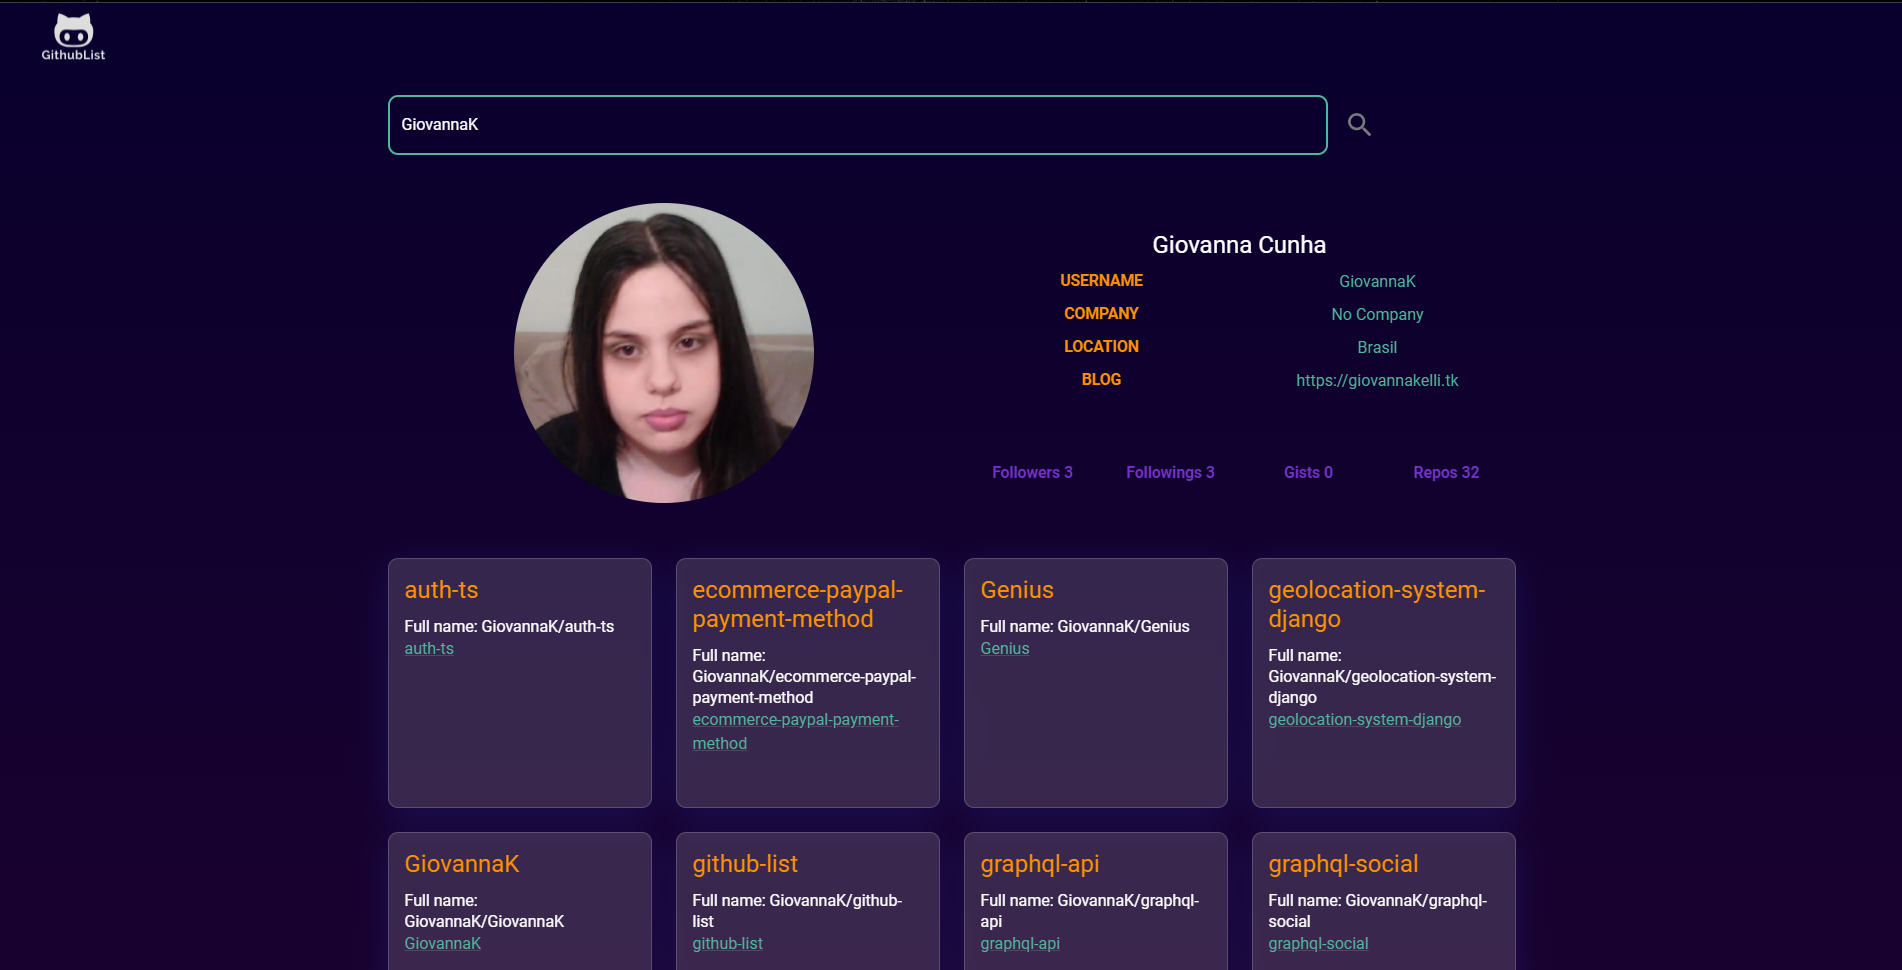 GithubList
GiovannaK
Giovanna Cunha
USERNAME GiovannaK
COMPANY No Company
LOCATION Brasil
BLOG https://giovannakelli.tk
Followers 3 Followings 3 Gists 0 Repos 32
auth-ts
Full name: GiovannaK/auth-ts
auth-ts
ecommerce-paypal-
payment-method
Full name:
GiovannaK/ecommerce-paypal-
payment-method
ecommerce-paypal-payment-
method
Genius
Full name: GiovannaK/Genius
Genius
geolocation-system-
django
Full name:
GiovannaK/geolocation-system-
django
geolocation-system-django
GiovannaK
Full name:
GiovannaK/GiovannaK
GiovannaK
github-list
Full name: GiovannaK/github-
list
github-list
graphql-api
Full name: GiovannaK/graphql-
api
graphql-api
graphql-social
Full name: GiovannaK/graphql-
social
graphql-social